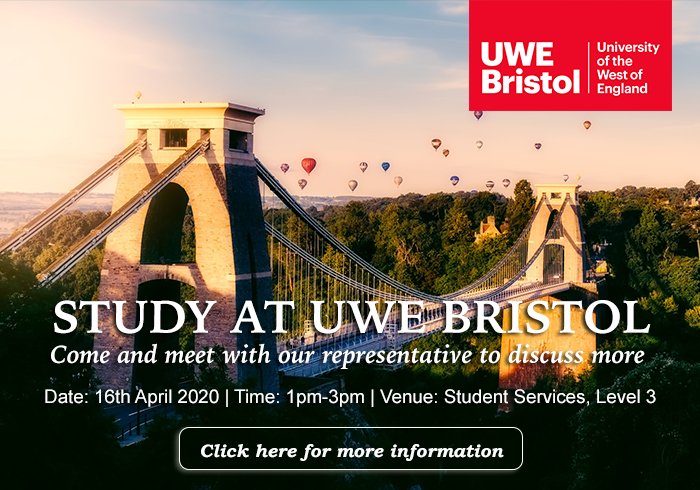 UWE
Bristol
University
of the
West of
England
STUDY AT UWE BRISTOL
Come and meet with our representative to discuss more
Date: 16th April 2020 | Time: 1pm-3pm | Venue: Student Services, Level 3
Click here for more information